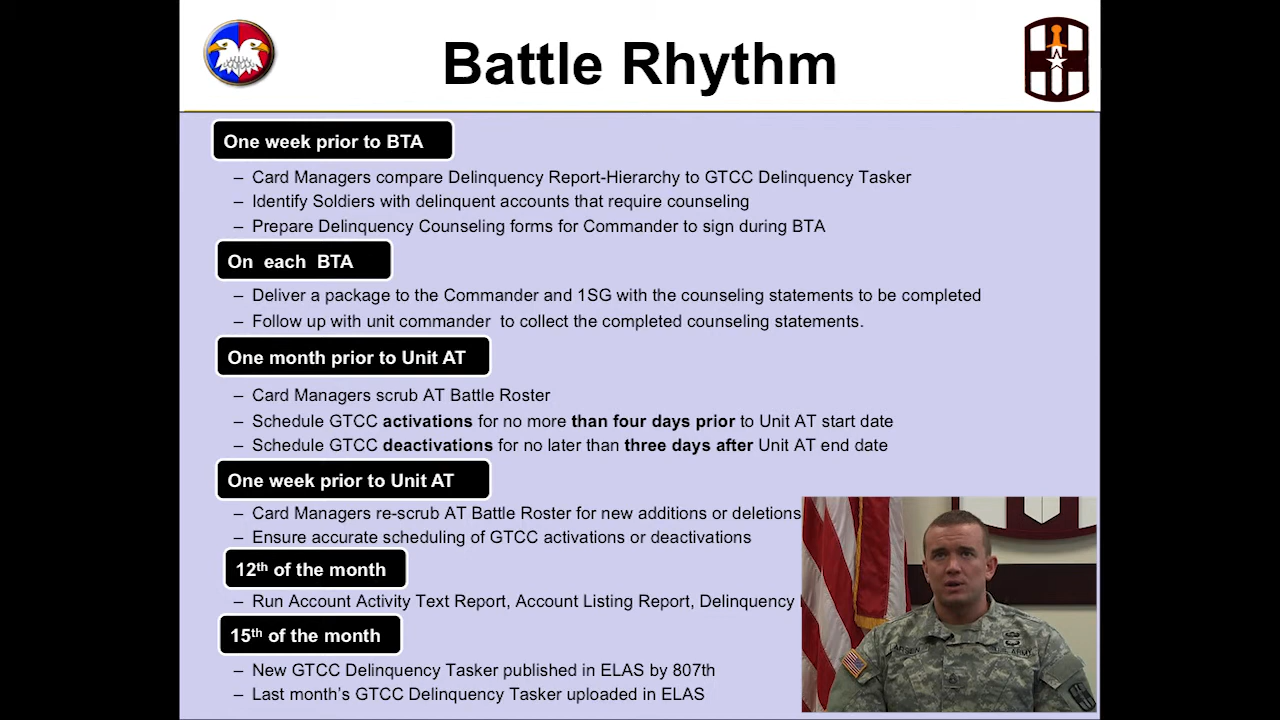 Battle Rhythm
One week prior to BTA
– Card Managers compare Delinquency Report-Hierarchy to GTCC Delinquency Tasker
– Identify Soldiers with delinquent accounts that require counseling
– Prepare Delinquency Counseling forms for Commander to sign during BTA
On each BTA
– Deliver a package to the Commander and 1SG with the counseling statements to be completed
– Follow up with unit commander to collect the completed counseling statements.
One month prior to Unit AT
– Card Managers scrub AT Battle Roster
– Schedule GTCC activations for no more than four days prior to Unit AT start date
– Schedule GTCC deactivations for no later than three days after Unit AT end date
One week prior to Unit AT
– Card Managers re-scrub AT Battle Roster for new additions or deletions
– Ensure accurate scheduling of GTCC activations or deactivations
12th of the month
– Run Account Activity Text Report, Account Listing Report, Delinquency
15th of the month
– New GTCC Delinquency Tasker published in ELAS by 807th
– Last month's GTCC Delinquency Tasker uploaded in ELAS